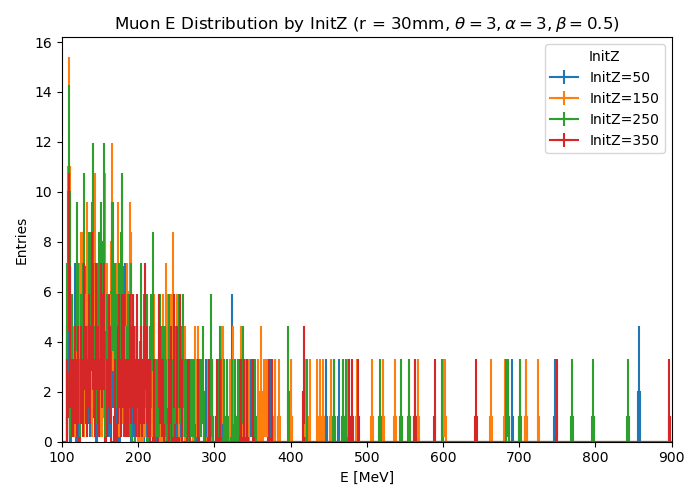 Muon E Distribution by InitZ (r = 30mm, θ = 3, α = 3, β = 0.5)
16
14
12
10
8
6
4
2
0
Entries
InitZ
InitZ=50
InitZ=150
InitZ=250
InitZ=350
100 200 300 400 500 600 700 800 900
E [MeV]